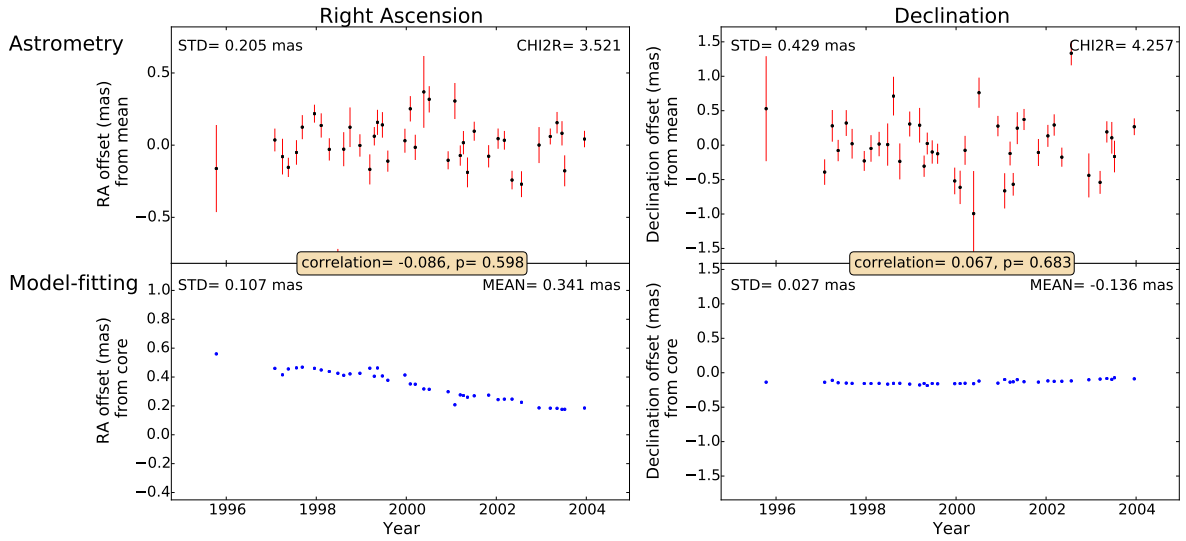 Right Ascension
Declination
Astrometry
STD= 0.205 mas
CHI2R= 3.521
STD= 0.429 mas
CHI2R= 4.257
RA offset (mas)
from mean
0.5
0.0
−0.5
Declination offset (mas)
from mean
1.5
1.0
0.5
0.0
−0.5
−1.0
−1.5
correlation= -0.086, p= 0.598
correlation= 0.067, p= 0.683
Model-fitting
STD= 0.107 mas
MEAN= 0.341 mas
STD= 0.027 mas
MEAN= -0.136 mas
RA offset (mas)
from core
1.0
0.8
0.6
0.4
0.2
0.0
−0.2
−0.4
Declination offset (mas)
from core
1.5
1.0
0.5
0.0
−0.5
−1.0
−1.5
1996 1998 2000 2002 2004
Year
1996 1998 2000 2002 2004
Year